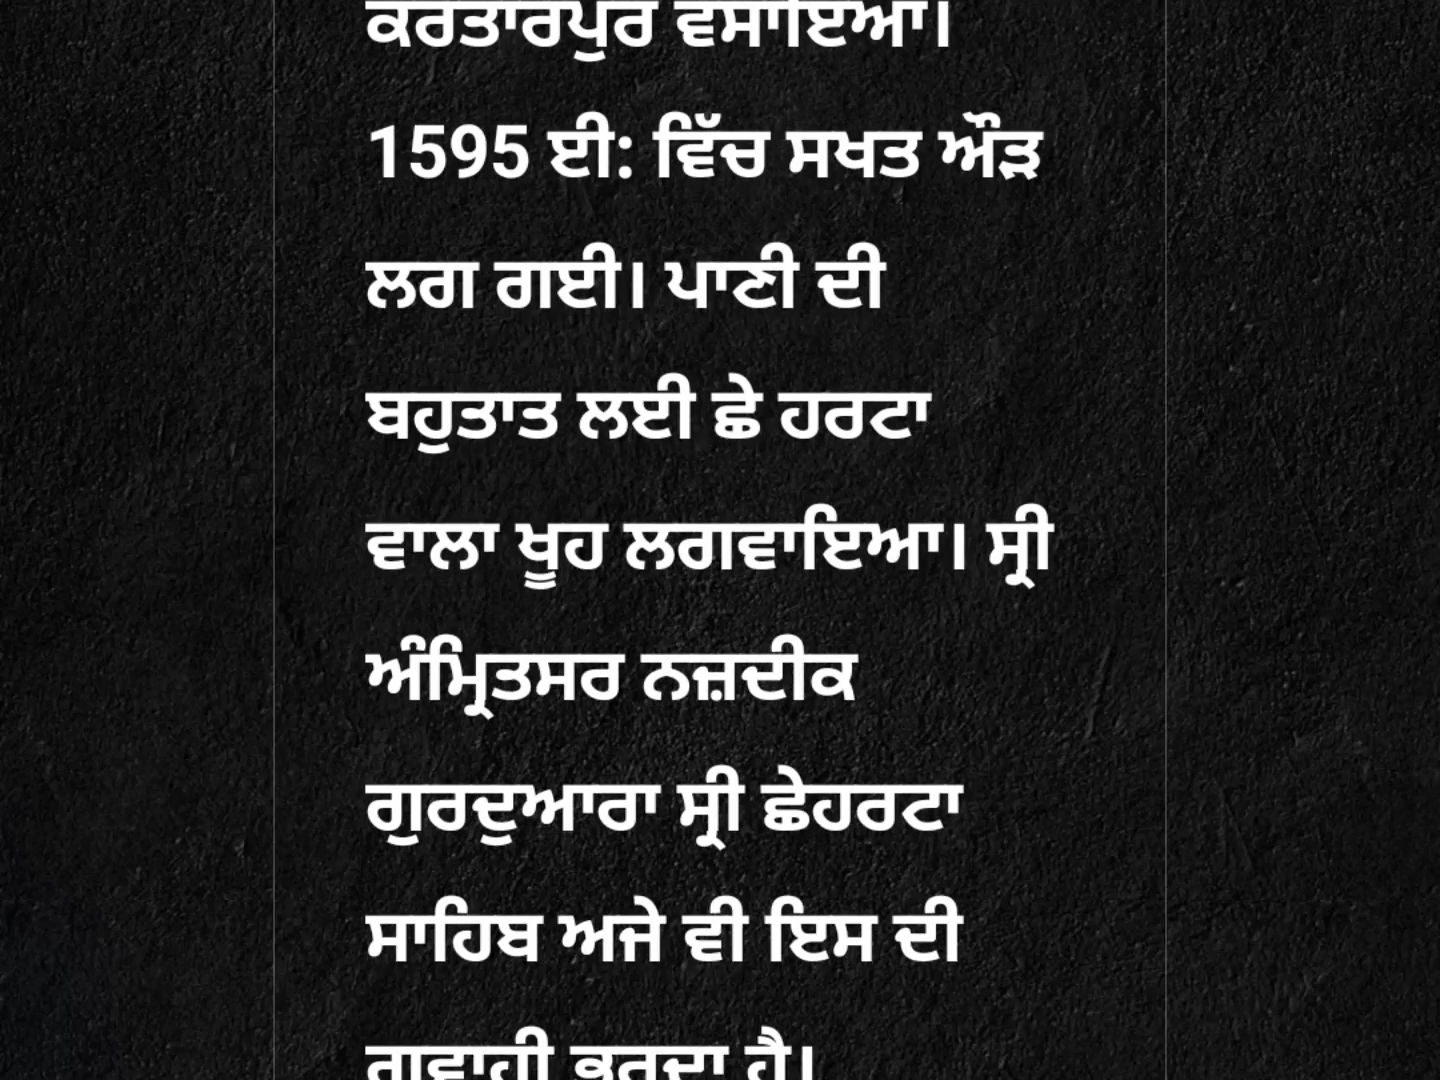 ਕਰਤਾਰਪੁਰ ਵਸਾਇਆ।
1595 ਈ: ਵਿੱਚ ਸਖਤ ਔੜ
ਲਗ ਗਈ। ਪਾਣੀ ਦੀ
ਬਹੁਤਾਤ ਲਈ ਛੇ ਹਰਟਾ
ਵਾਲਾ ਖੂਹ ਲਗਵਾਇਆ। ਸ੍ਰੀ
ਅੰਮ੍ਰਿਤਸਰ ਨਜ਼ਦੀਕ
ਗੁਰਦੁਆਰਾ ਸ੍ਰੀ ਛੇਹਰਟਾ
ਸਾਹਿਬ ਅਜੇ ਵੀ ਇਸ ਦੀ
ਗਵਾਹੀ ਭਰਦਾ ਹੈ।